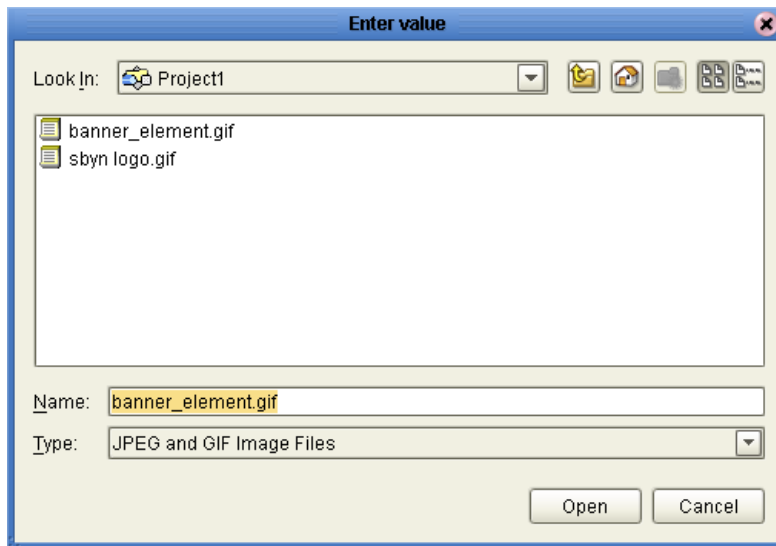 Enter value
Look In: Project1
banner_element.gif
sbyn logo.gif
Name: banner_element.gif
Type: JPEG and GIF Image Files
Open Cancel